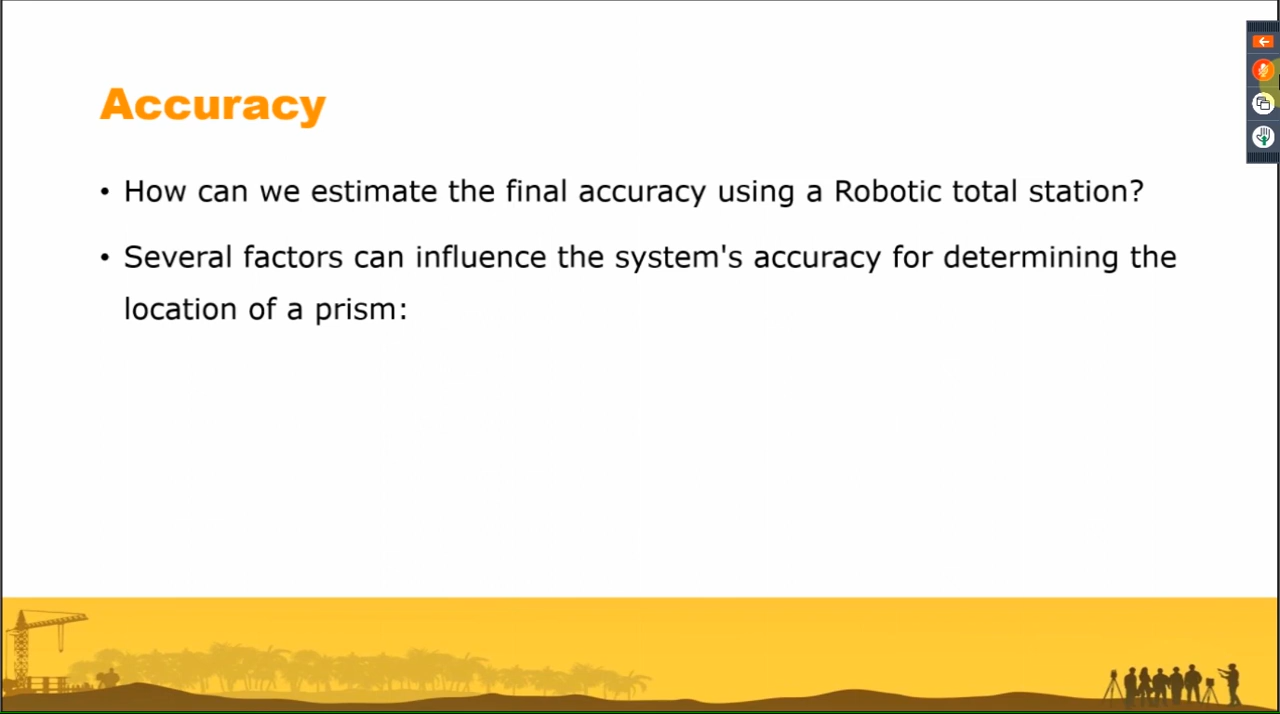 Accuracy
• How can we estimate the final accuracy using a Robotic total station?
• Several factors can influence the system's accuracy for determining the
location of a prism: